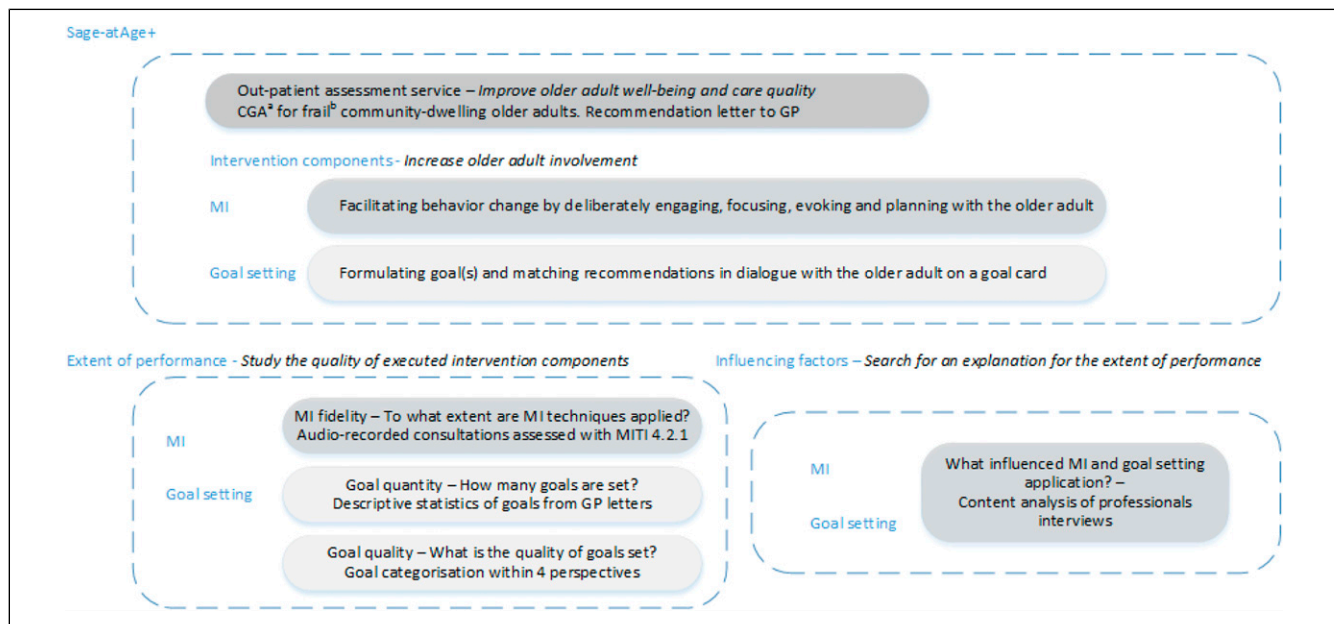 Sage-atAge+
Out-patient assessment service – Improve older adult well-being and care quality
CGAᵃ for frailᵇ community-dwelling older adults. Recommendation letter to GP
Intervention components- Increase older adult involvement
MI
Facilitating behavior change by deliberately engaging, focusing, evoking and planning with the older adult
Goal setting
Formulating goal(s) and matching recommendations in dialogue with the older adult on a goal card
Extent of performance - Study the quality of executed intervention components
MI
MI fidelity – To what extent are MI techniques applied?
Audio-recorded consultations assessed with MITI 4.2.1
Goal setting
Goal quantity – How many goals are set?
Descriptive statistics of goals from GP letters
Goal quality – What is the quality of goals set?
Goal categorisation within 4 perspectives
Influencing factors – Search for an explanation for the extent of performance
MI
Goal setting
What influenced MI and goal setting
application? –
Content analysis of professionals
interviews